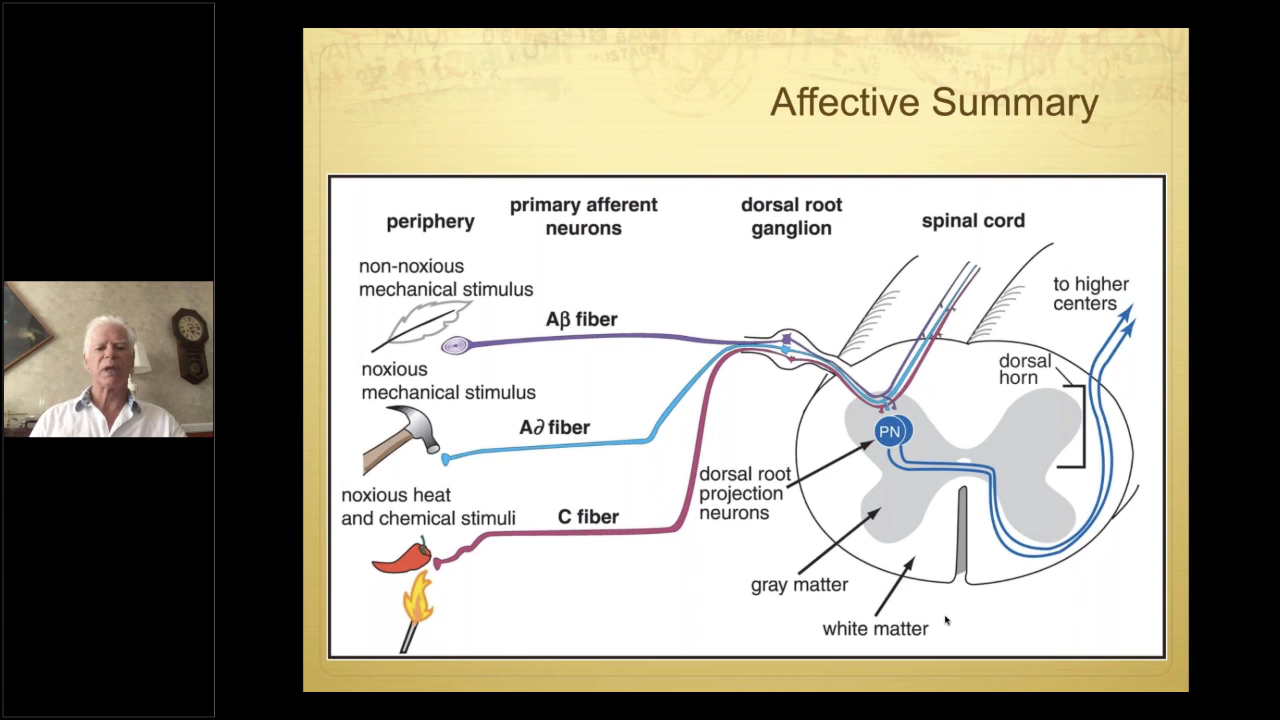 Affective Summary
periphery
primary afferent
neurons
dorsal root
ganglion
spinal cord
non-noxious
mechanical stimulus
Aβ fiber
to higher
centers
noxious
mechanical stimulus
dorsal
horn
A∂ fiber
PN
dorsal root
projection
neurons
noxious heat
and chemical stimuli
C fiber
gray matter
white matter